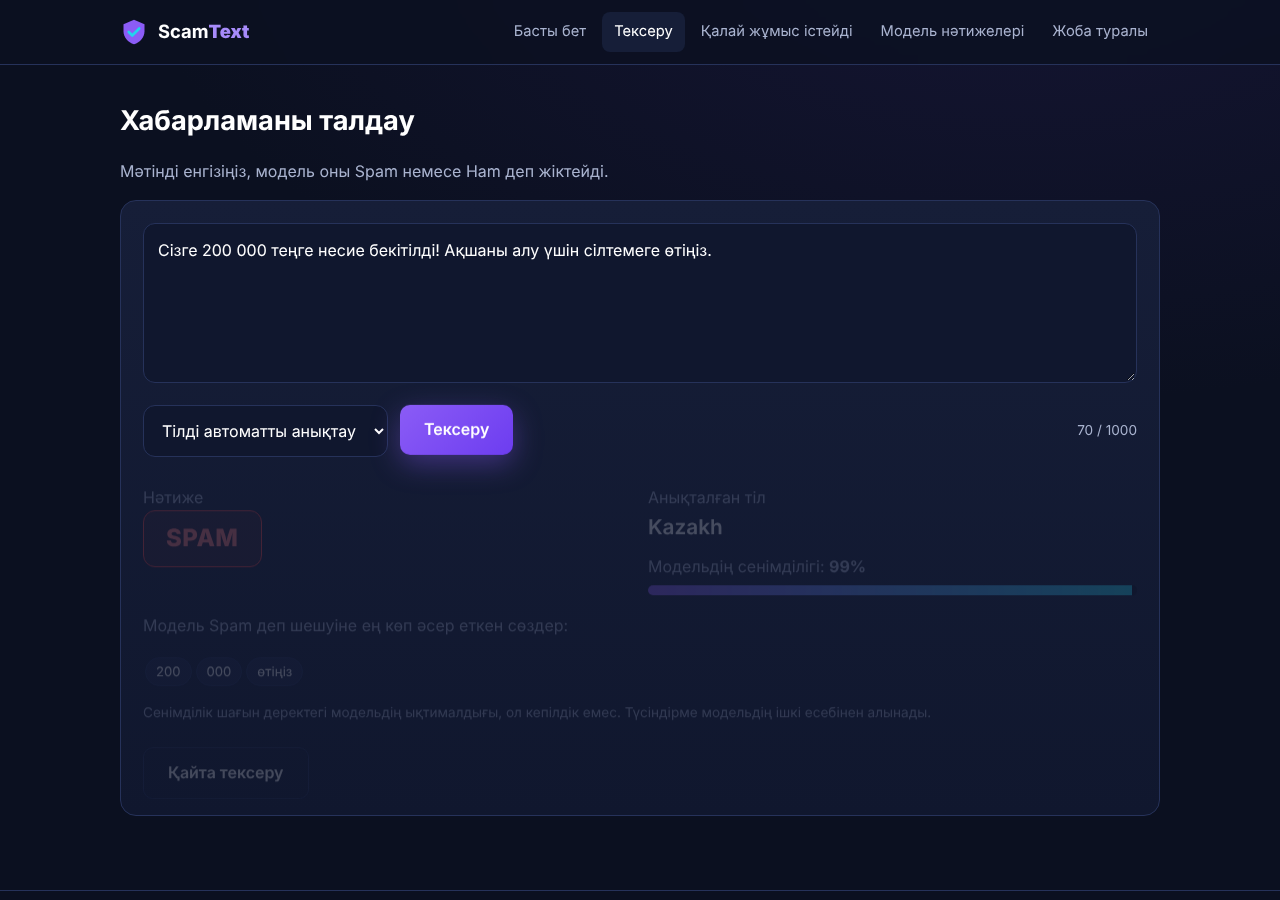 ScamText
Басты бет
Тексеру
Қалай жұмыс істейді
Модель нәтижелері
Жоба туралы
Хабарламаны талдау
Мәтінді енгізіңіз, модель оны Spam немесе Ham деп жіктейді.
Сізге 200 000 теңге несие бекітілді! Ақшаны алу үшін сілтемеге өтіңіз.
Тілді автоматты анықтау
Тексеру
70 / 1000
Нәтиже
SPAM
Анықталған тіл
Kazakh
Модельдің сенімділігі: 99%
Модель Spam деп шешуіне ең көп әсер еткен сөздер:
200
000
өтіңіз
Сенімділік шағын деректегі модельдің ықтималдығы, ол кепілдік емес. Түсіндірме модельдің ішкі есебінен алынады.
Қайта тексеру